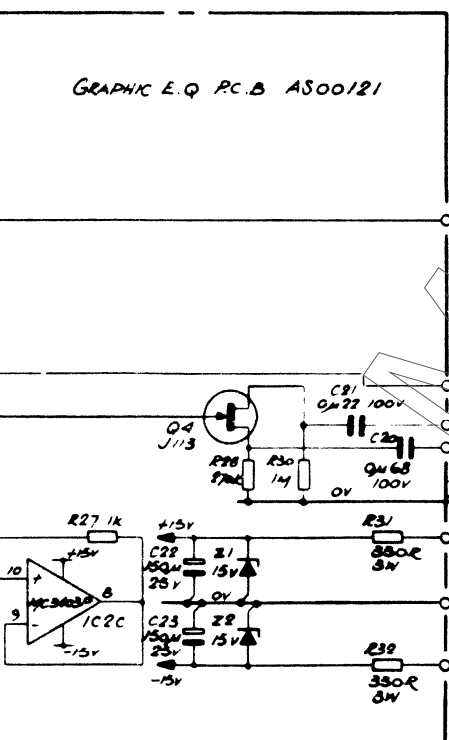 GRAPHIC E.Q P.C.B AS00121
C21
0µ22 100V
Q4
J113
C20
R28
R30
1M
0µ68
100V
0V
R27 1K
+15V
R31
+15V
C22
Z1
330R
3W
150µ
15V
25V
10
+
MC3403P
8
9
-
IC2C
0V
C23
Z2
150µ
15V
25V
-15V
-15V
R32
330R
3W